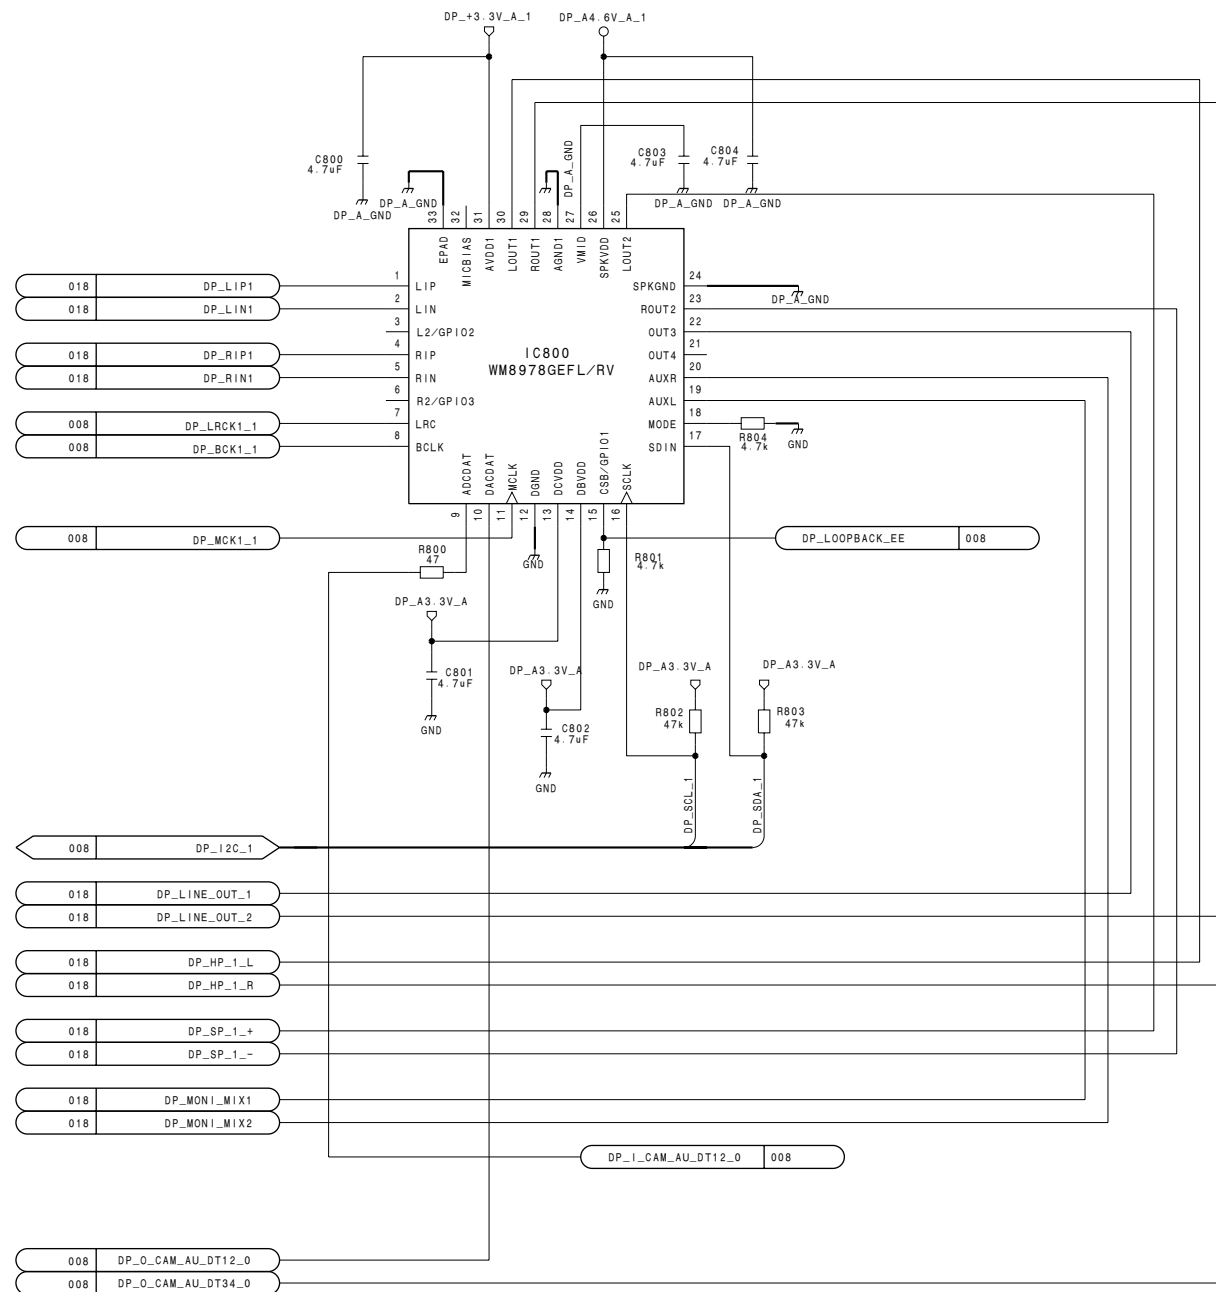 DP_+3.3V_A_1
DP_A4.6V_A_1
C800
4.7uF
DP_A_GND
DP_A_GND
DP_A_GND
C803
4.7uF
DP_A_GND
C804
4.7uF
DP_A_GND
33
32
31
30
29
28
27
26
25
EPAD
MICBIAS
AVDD1
LOUT1
ROUT1
AGND1
VMID
SPKVDD
LOUT2
018 DP_LIP1
1 LIP
018 DP_LIN1
2 LIN
3 L2/GPIO2
018 DP_RIP1
4 RIP
018 DP_RIN1
5 RIN
6 R2/GPIO3
008 DP_LRCK1_1
7 LRC
008 DP_BCK1_1
8 BCLK
IC800
WM8978GEFL/RV
SPKGND 24
DP_A_GND
ROUT2 23
OUT3 22
OUT4 21
AUXR 20
AUXL 19
MODE 18
R804
4.7k
GND
SDIN 17
ADCDAT
DACDAT
MCLK
DGND
DCVDD
DBVDD
CSB/GPIO1
SCLK
9
10
11
12
13
14
15
16
008 DP_MCK1_1
DP_LOOPBACK_EE 008
R800
47
GND
R801
4.7k
GND
DP_A3.3V_A
C801
4.7uF
GND
DP_A3.3V_A
C802
4.7uF
GND
DP_A3.3V_A
R802
47k
DP_A3.3V_A
R803
47k
DP_SCL_1
DP_SDA_1
008 DP_I2C_1
018 DP_LINE_OUT_1
018 DP_LINE_OUT_2
018 DP_HP_1_L
018 DP_HP_1_R
018 DP_SP_1_+
018 DP_SP_1_-
018 DP_MONI_MIX1
018 DP_MONI_MIX2
DP_I_CAM_AU_DT12_0 008
008 DP_O_CAM_AU_DT12_0
008 DP_O_CAM_AU_DT34_0